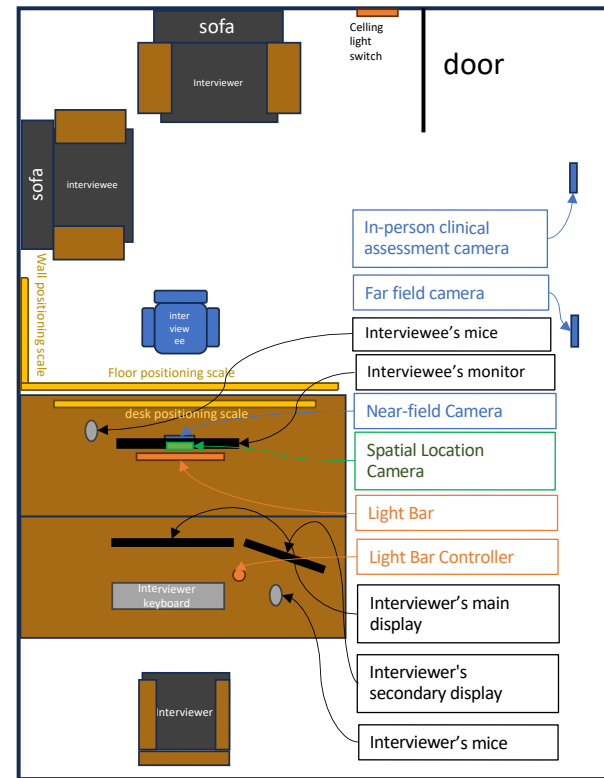 sofa
Celling
light
switch
door
Interviewer
sofa
interviewee
In-person clinical
assessment camera
Wall positioning scale
Far field camera
inter
view
ee
Interviewee's mice
Floor positioning scale
Interviewee's monitor
desk positioning scale
Near-field Camera
Spatial Location
Camera
Light Bar
Light Bar Controller
Interviewer
keyboard
Interviewer's main
display
Interviewer's
secondary display
Interviewer
Interviewer's mice